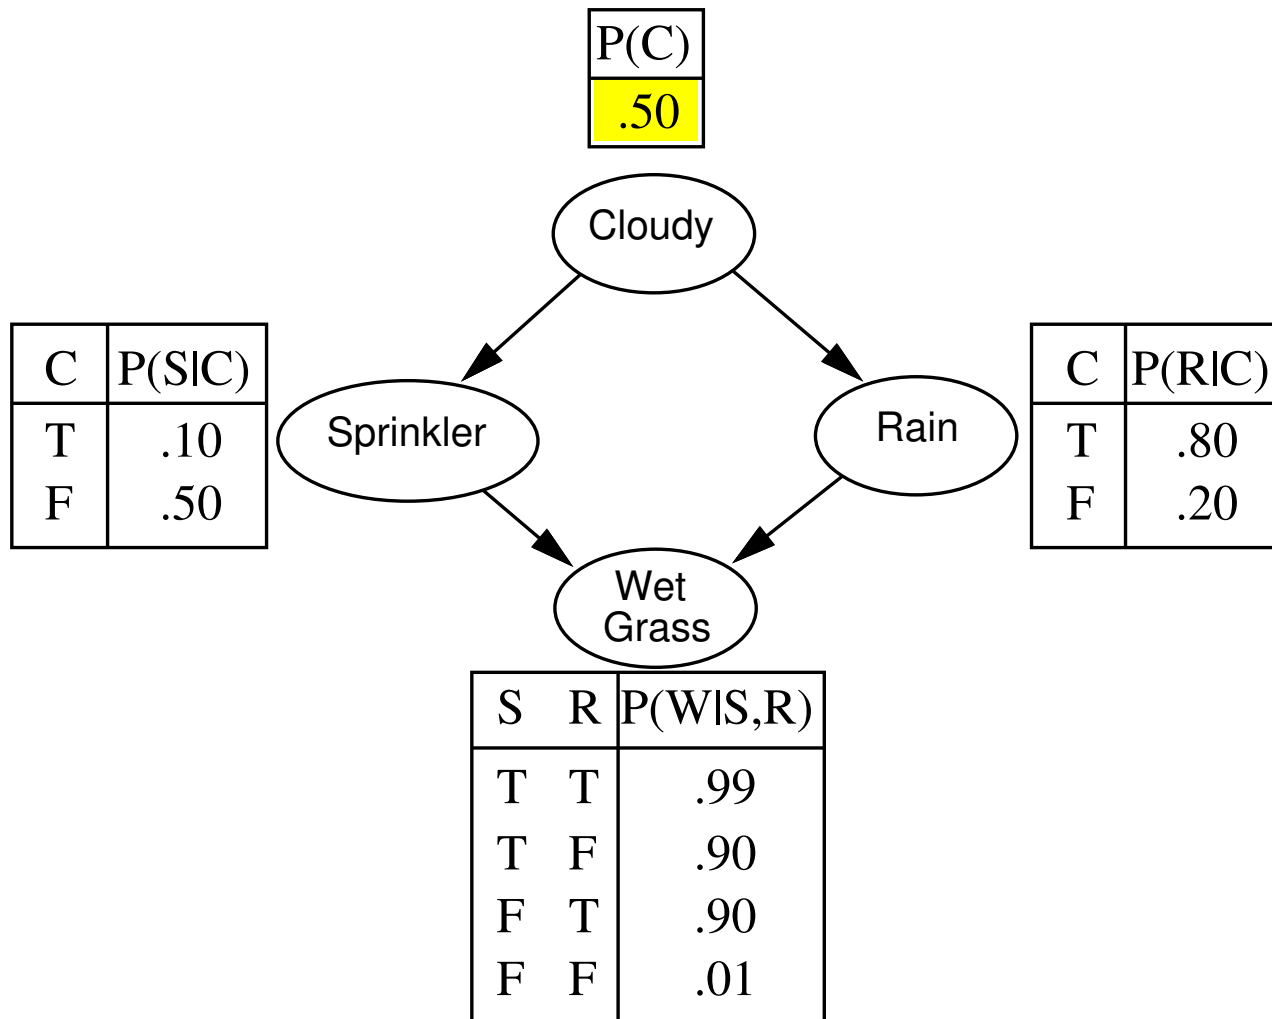 P(C)
.50
Cloudy
C P(S|C)
T .10
F .50
Sprinkler
Rain
C P(R|C)
T .80
F .20
Wet
Grass
S R P(W|S,R)
T T .99
T F .90
F T .90
F F .01